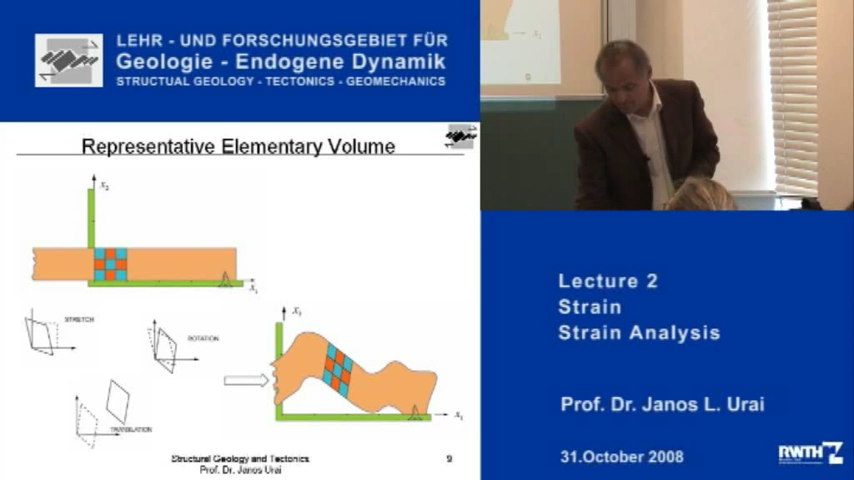 LEHR - UND FORSCHUNGSGEBIET FÜR
Geologie - Endogene Dynamik
STRUCTUAL GEOLOGY - TECTONICS - GEOMECHANICS
Representative Elementary Volume
x₂
x₁
STRETCH
ROTATION
TRANSLATION
x₂
x₁
Structural Geology and Tectonics
Prof. Dr. Janos Urai
9
x₁
Lecture 2
Strain
Strain Analysis
Prof. Dr. Janos L. Urai
31.October 2008
RWTH